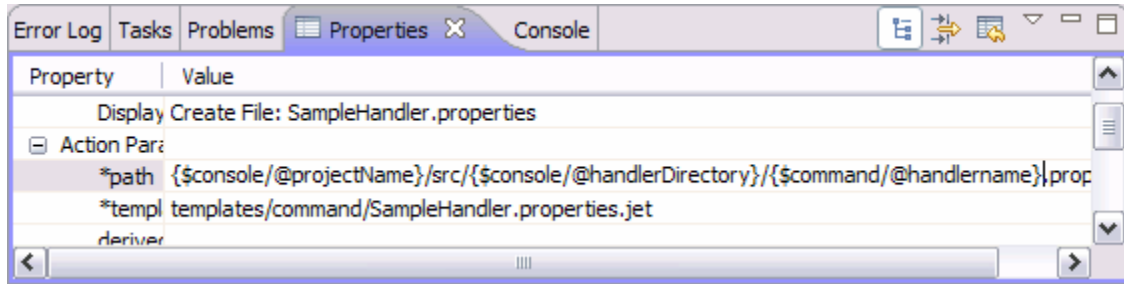 Error Log Tasks Problems Properties Console
Property Value
Display Create File: SampleHandler.properties
Action Para
*path {$console/@projectName}/src/{$console/@handlerDirectory}/{$command/@handlername}.prop
*templ templates/command/SampleHandler.properties.jet
derived